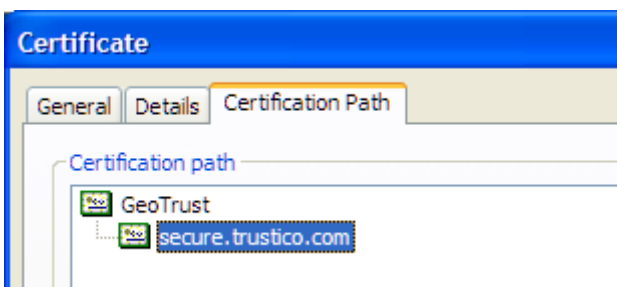 Certificate
General Details Certification Path
Certification path
GeoTrust
secure.trustico.com